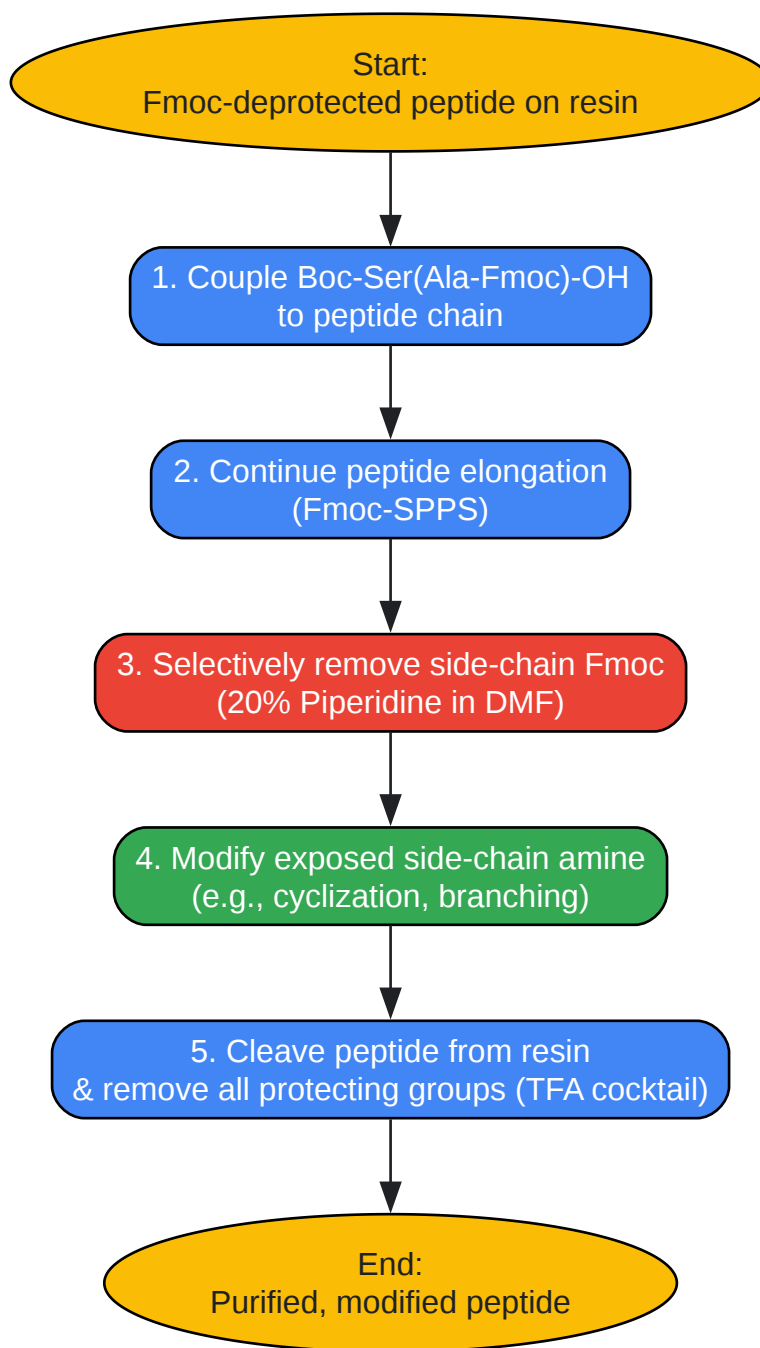 Start:
Fmoc-deprotected peptide on resin
1. Couple Boc-Ser(Ala-Fmoc)-OH
to peptide chain
2. Continue peptide elongation
(Fmoc-SPPS)
3. Selectively remove side-chain Fmoc
(20% Piperidine in DMF)
4. Modify exposed side-chain amine
(e.g., cyclization, branching)
5. Cleave peptide from resin
& remove all protecting groups (TFA cocktail)
End:
Purified, modified peptide